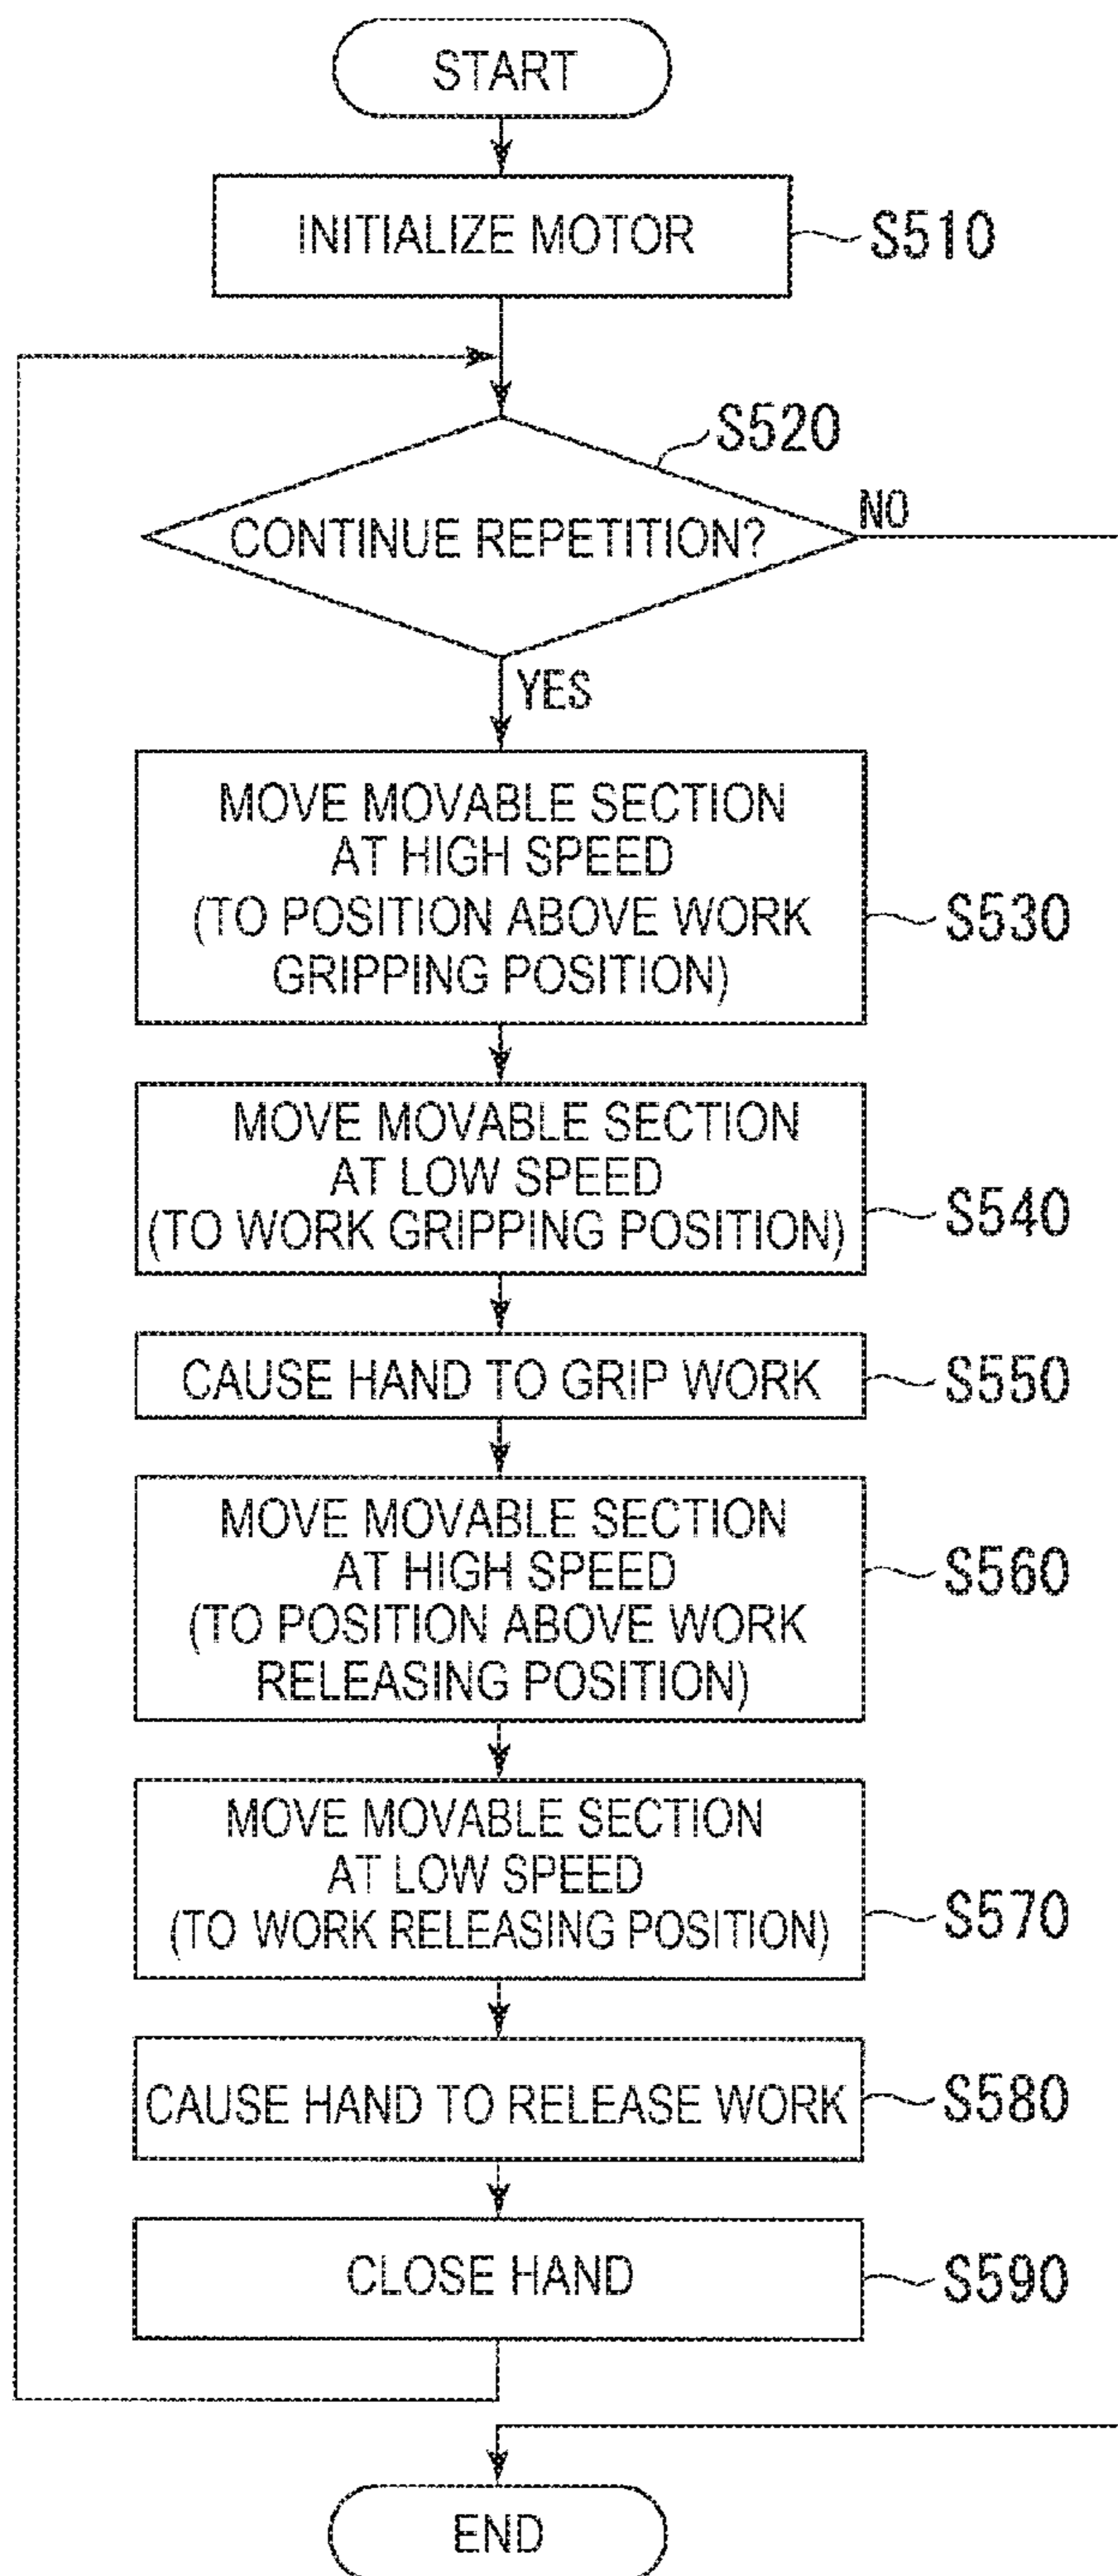 START
INITIALIZE MOTOR
S510
S520
CONTINUE REPETITION?
NO
YES
MOVE MOVABLE SECTION
AT HIGH SPEED
(TO POSITION ABOVE WORK
GRIPPING POSITION)
S530
MOVE MOVABLE SECTION
AT LOW SPEED
(TO WORK GRIPPING POSITION)
S540
CAUSE HAND TO GRIP WORK
S550
MOVE MOVABLE SECTION
AT HIGH SPEED
(TO POSITION ABOVE WORK
RELEASING POSITION)
S560
MOVE MOVABLE SECTION
AT LOW SPEED
(TO WORK RELEASING POSITION)
S570
CAUSE HAND TO RELEASE WORK
S580
CLOSE HAND
S590
END